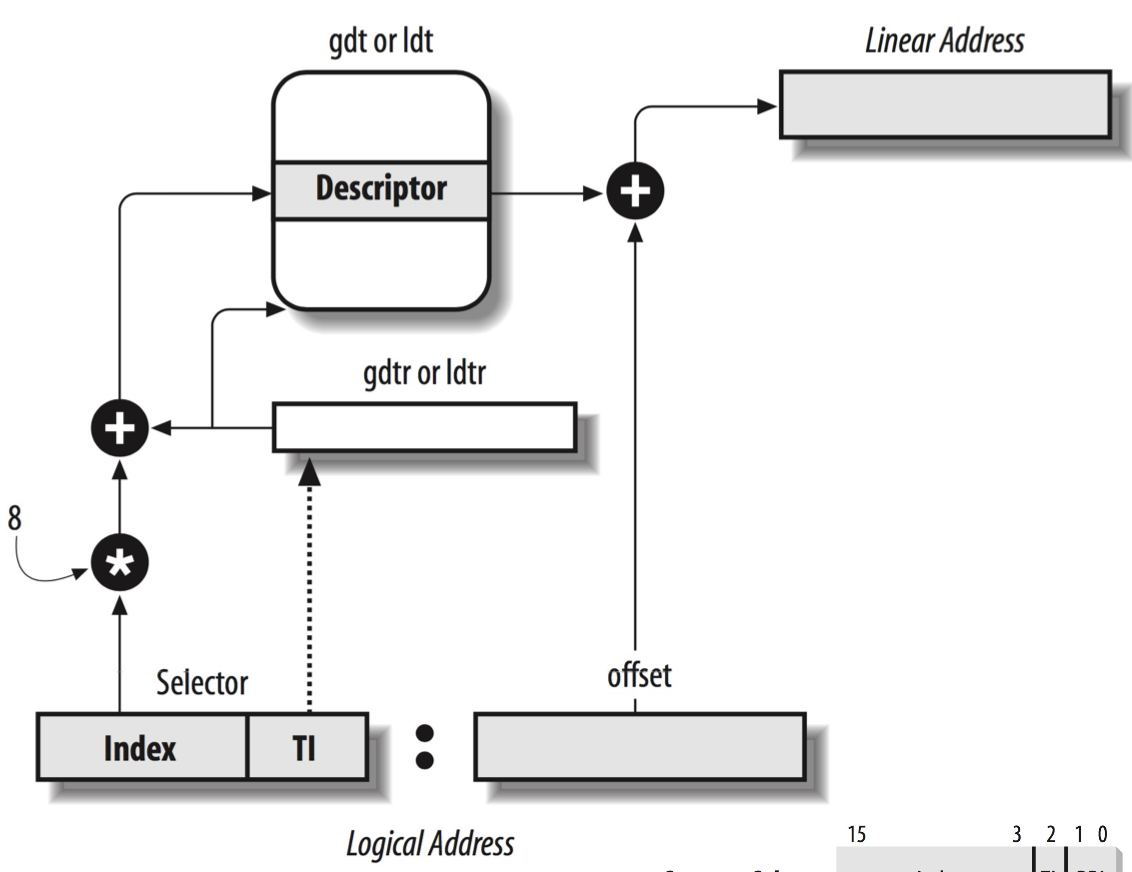 gdt or ldt
Linear Address
Descriptor
+
gdtr or ldtr
+
8
*
Selector
offset
Index
TI
:
Logical Address
15 3 2 1 0